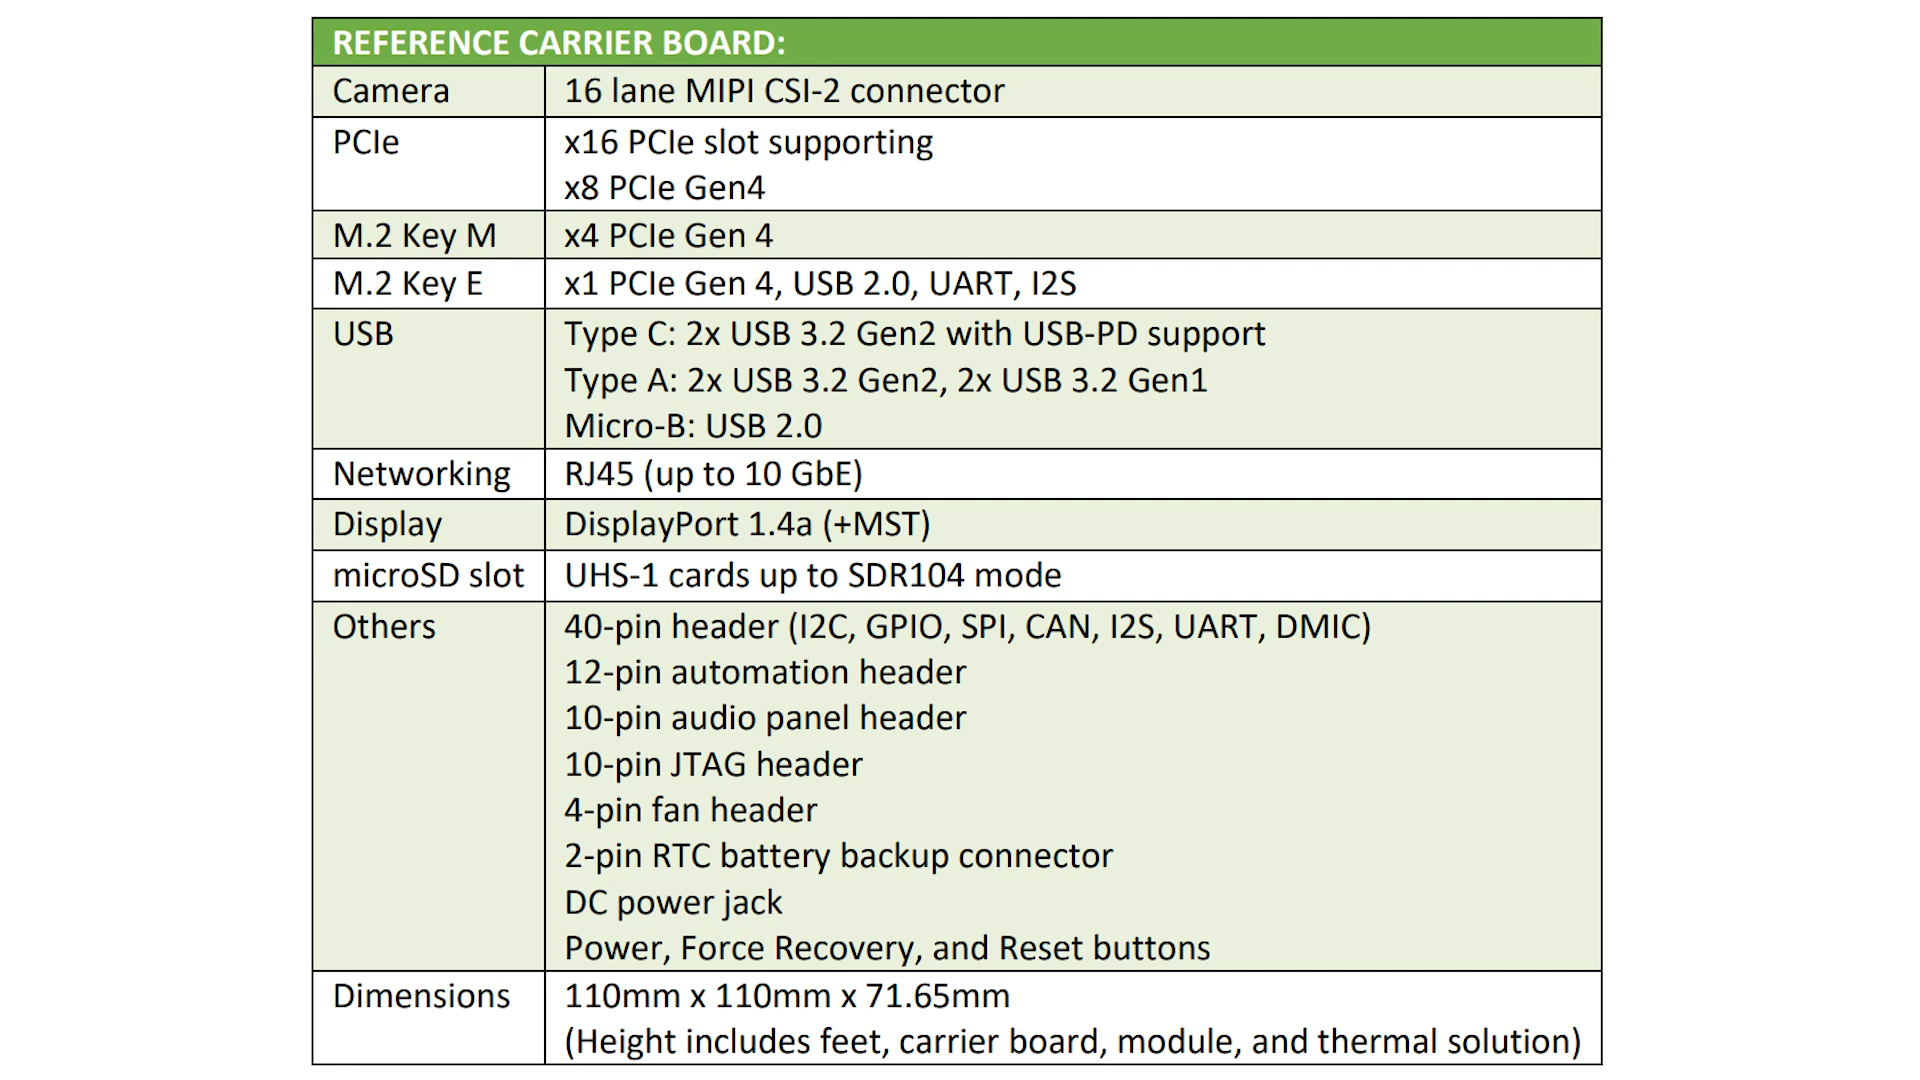 REFERENCE CARRIER BOARD:
Camera
16 lane MIPI CSI-2 connector
PCIe
x16 PCIe slot supporting
x8 PCIe Gen4
M.2 Key M
x4 PCIe Gen 4
M.2 Key E
x1 PCIe Gen 4, USB 2.0, UART, I2S
USB
Type C: 2x USB 3.2 Gen2 with USB-PD support
Type A: 2x USB 3.2 Gen2, 2x USB 3.2 Gen1
Micro-B: USB 2.0
Networking
RJ45 (up to 10 GbE)
Display
DisplayPort 1.4a (+MST)
microSD slot
UHS-1 cards up to SDR104 mode
Others
40-pin header (I2C, GPIO, SPI, CAN, I2S, UART, DMIC)
12-pin automation header
10-pin audio panel header
10-pin JTAG header
4-pin fan header
2-pin RTC battery backup connector
DC power jack
Power, Force Recovery, and Reset buttons
Dimensions
110mm x 110mm x 71.65mm
(Height includes feet, carrier board, module, and thermal solution)